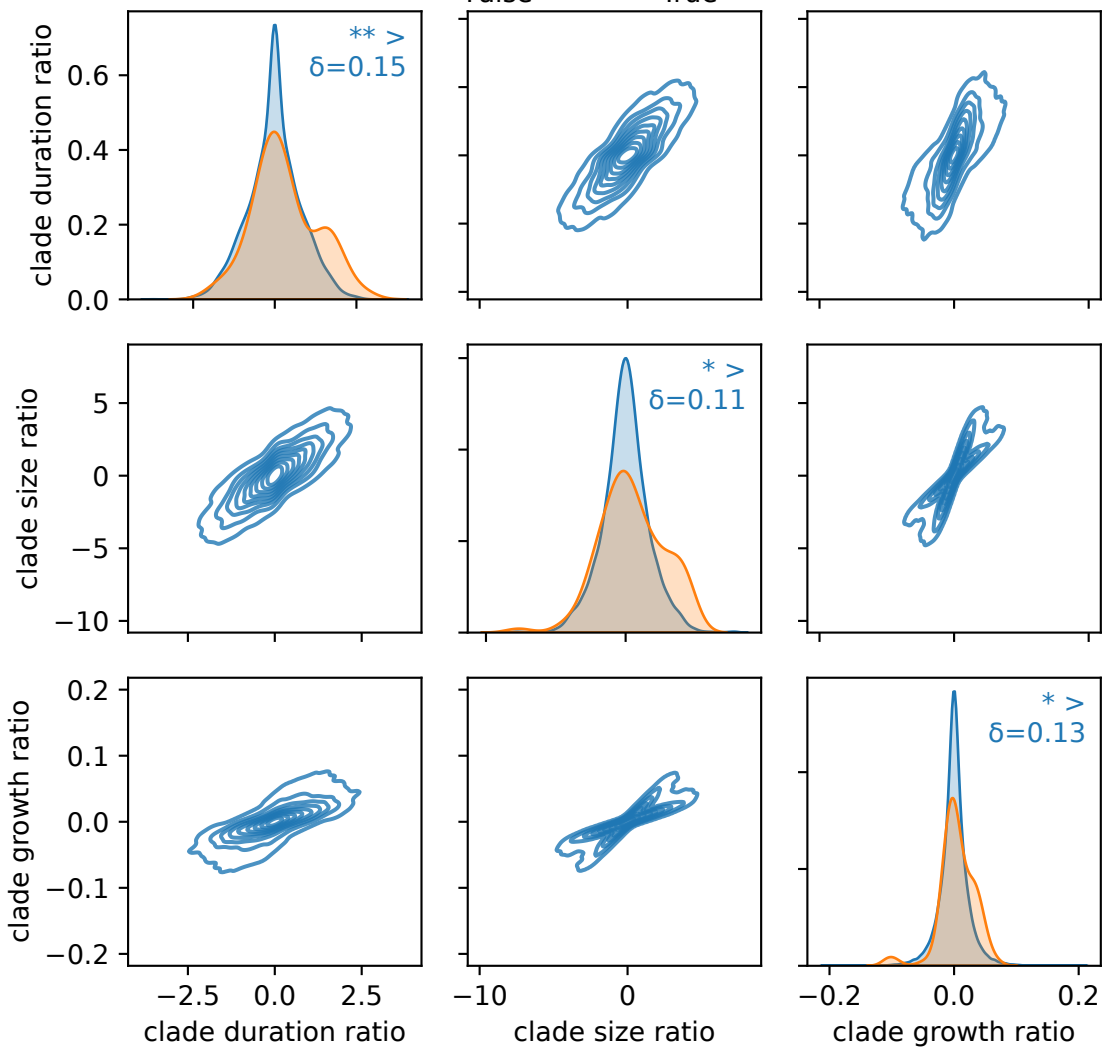 True
clade duration ratio
0.6
0.4
0.2
0.0
** >
δ=0.15
clade size ratio
5
0
−5
−10
* >
δ=0.11
clade growth ratio
0.2
0.1
0.0
−0.1
−0.2
* >
δ=0.13
−2.5 0.0 2.5 −10 0 −0.2 0.0 0.2
clade duration ratio clade size ratio clade growth ratio